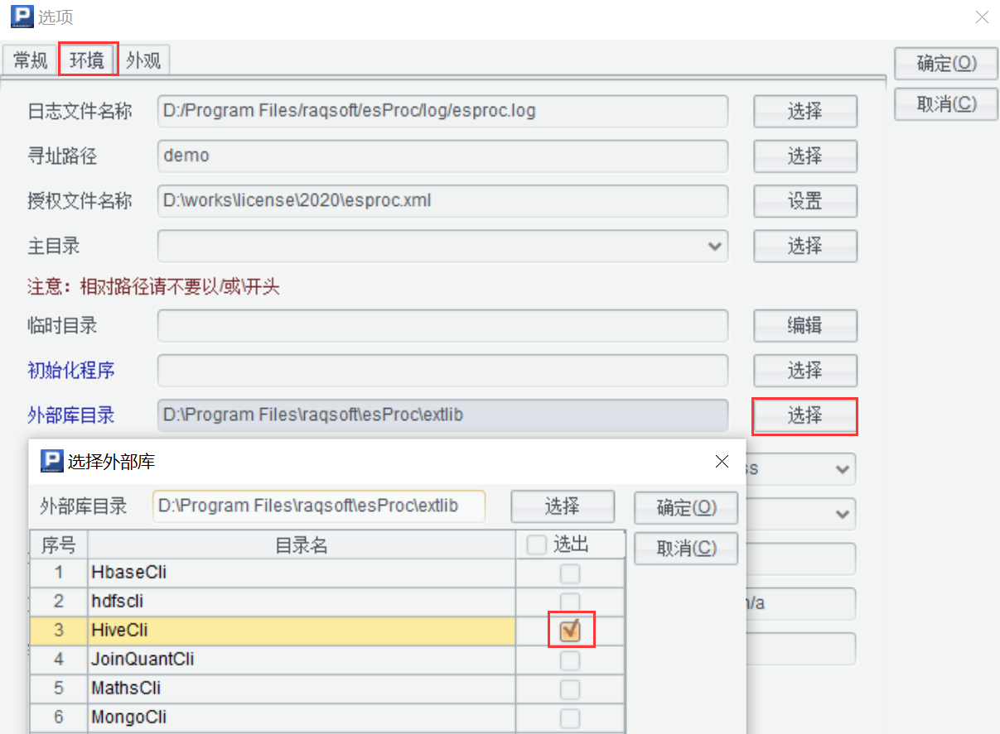 选项
常规 环境 外观
确定(O)
取消(C)
日志文件名称 D:/Program Files/raqsoft/esProc/log/esproc.log 选择
寻址路径 demo 选择
授权文件名称 D:\works\license\2020\esproc.xml 设置
主目录 选择
注意：相对路径请不要以/或\开头
临时目录 编辑
初始化程序 选择
外部库目录 D:\Program Files\raqsoft\esProc\extlib 选择
选择外部库
外部库目录 D:\Program Files\raqsoft\esProc\extlib 选择 确定(O)
取消(C)
序号 目录名 选出
1 HbaseCli
2 hdfscli
3 HiveCli
4 JoinQuantCli
5 MathsCli
6 MongoCli